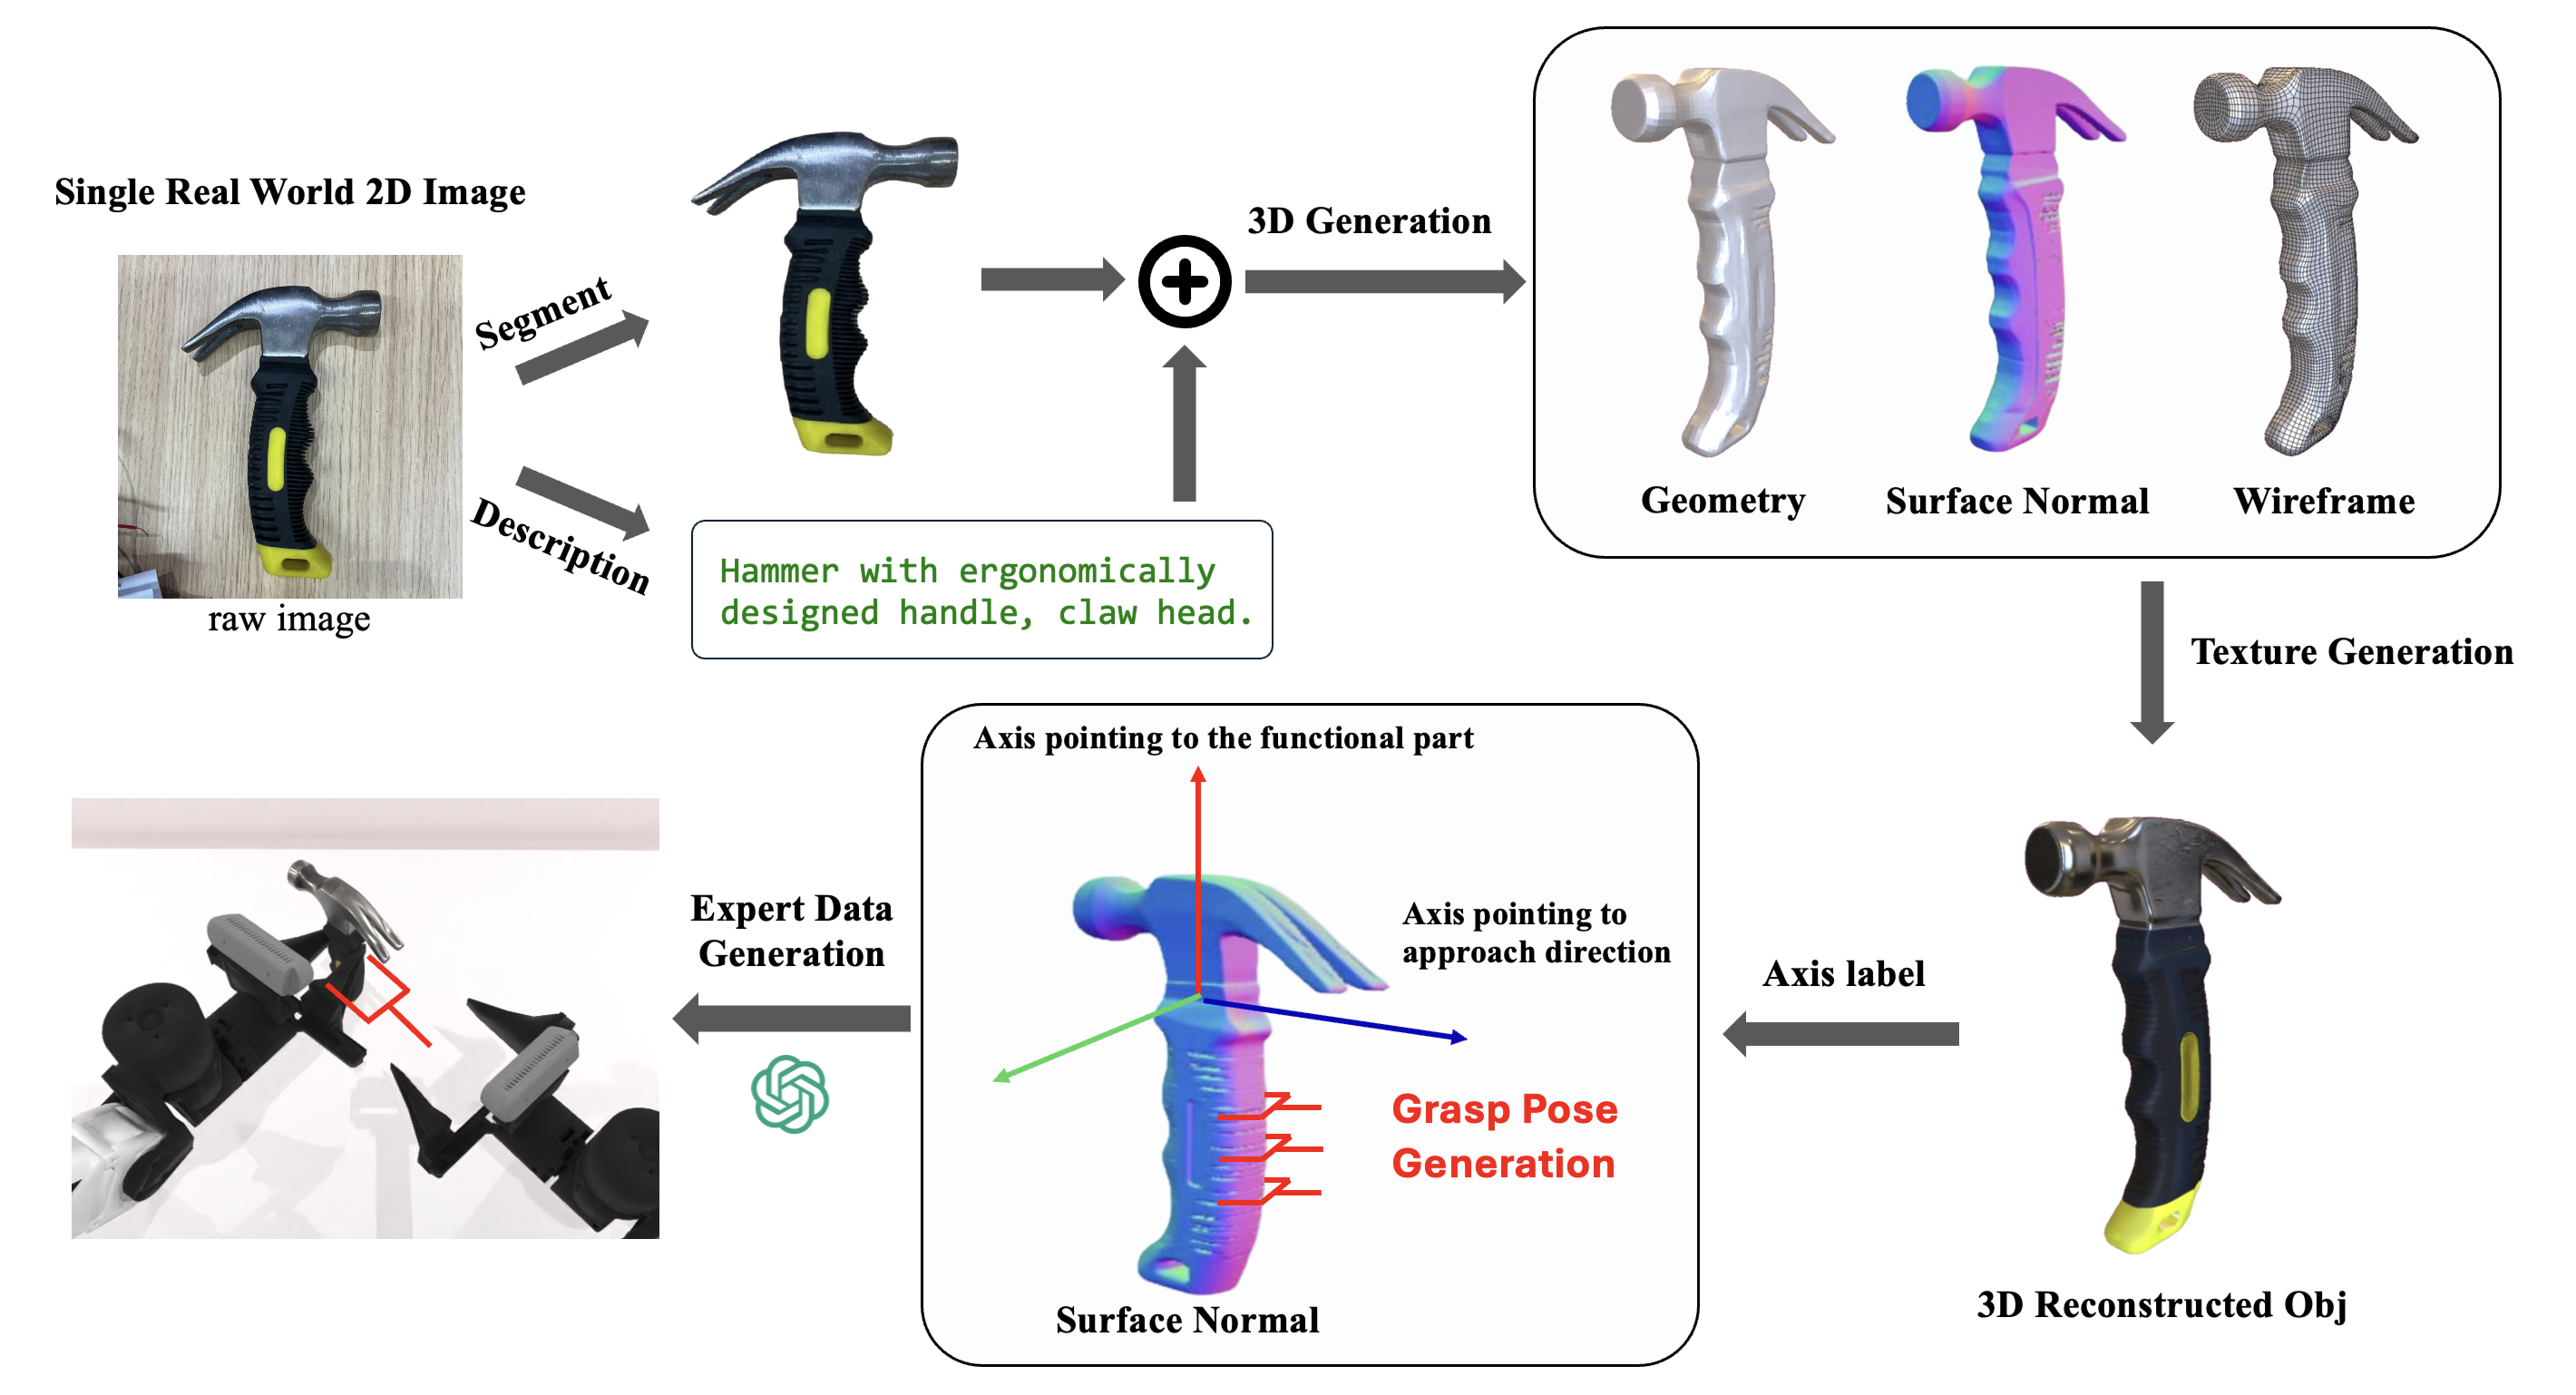 Single Real World 2D Image
raw image
Segment
Description
Hammer with ergonomically
designed handle, claw head.
3D Generation
Geometry
Surface Normal
Wireframe
Texture Generation
3D Reconstructed Obj
Axis label
Axis pointing to the functional part
Axis pointing to
approach direction
Grasp Pose
Generation
Surface Normal
Expert Data
Generation